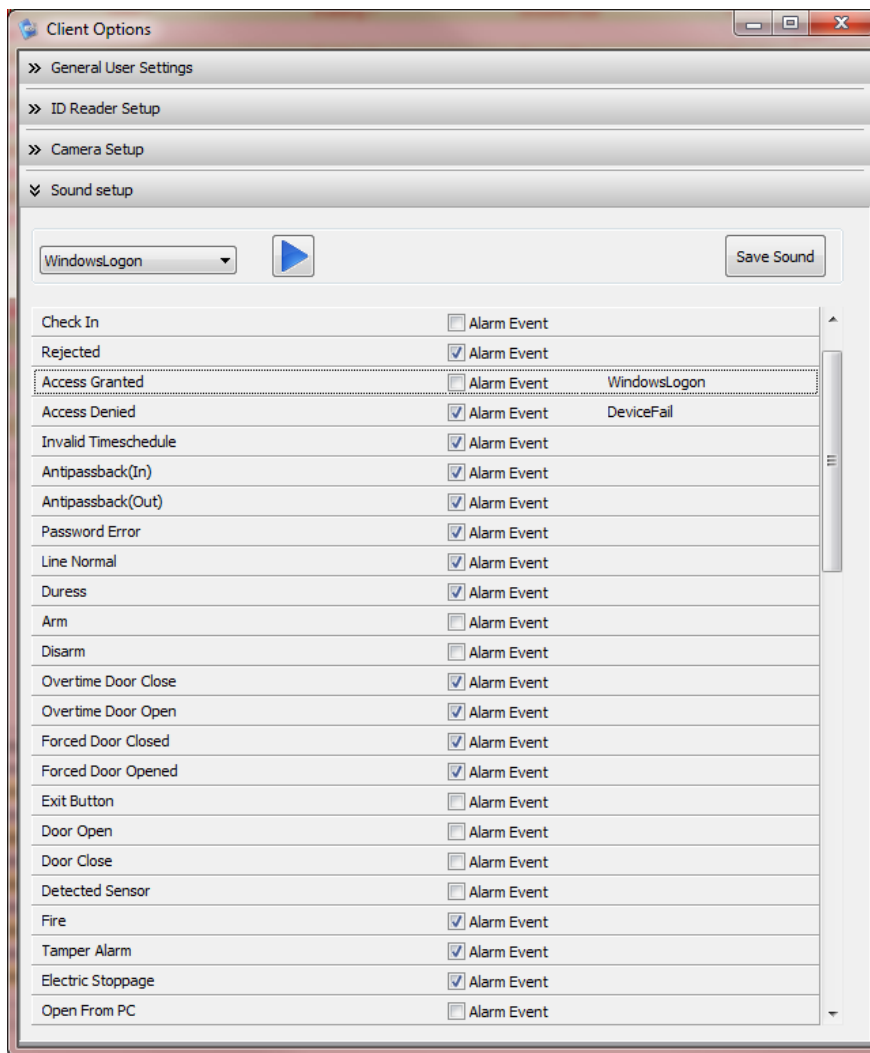 Client Options
General User Settings
ID Reader Setup
Camera Setup
Sound setup
WindowsLogon Save Sound
Check In Alarm Event
Rejected Alarm Event
Access Granted Alarm Event WindowsLogon
Access Denied Alarm Event DeviceFail
Invalid Timeschedule Alarm Event
Antipassback(In) Alarm Event
Antipassback(Out) Alarm Event
Password Error Alarm Event
Line Normal Alarm Event
Duress Alarm Event
Arm Alarm Event
Disarm Alarm Event
Overtime Door Close Alarm Event
Overtime Door Open Alarm Event
Forced Door Closed Alarm Event
Forced Door Opened Alarm Event
Exit Button Alarm Event
Door Open Alarm Event
Door Close Alarm Event
Detected Sensor Alarm Event
Fire Alarm Event
Tamper Alarm Alarm Event
Electric Stoppage Alarm Event
Open From PC Alarm Event